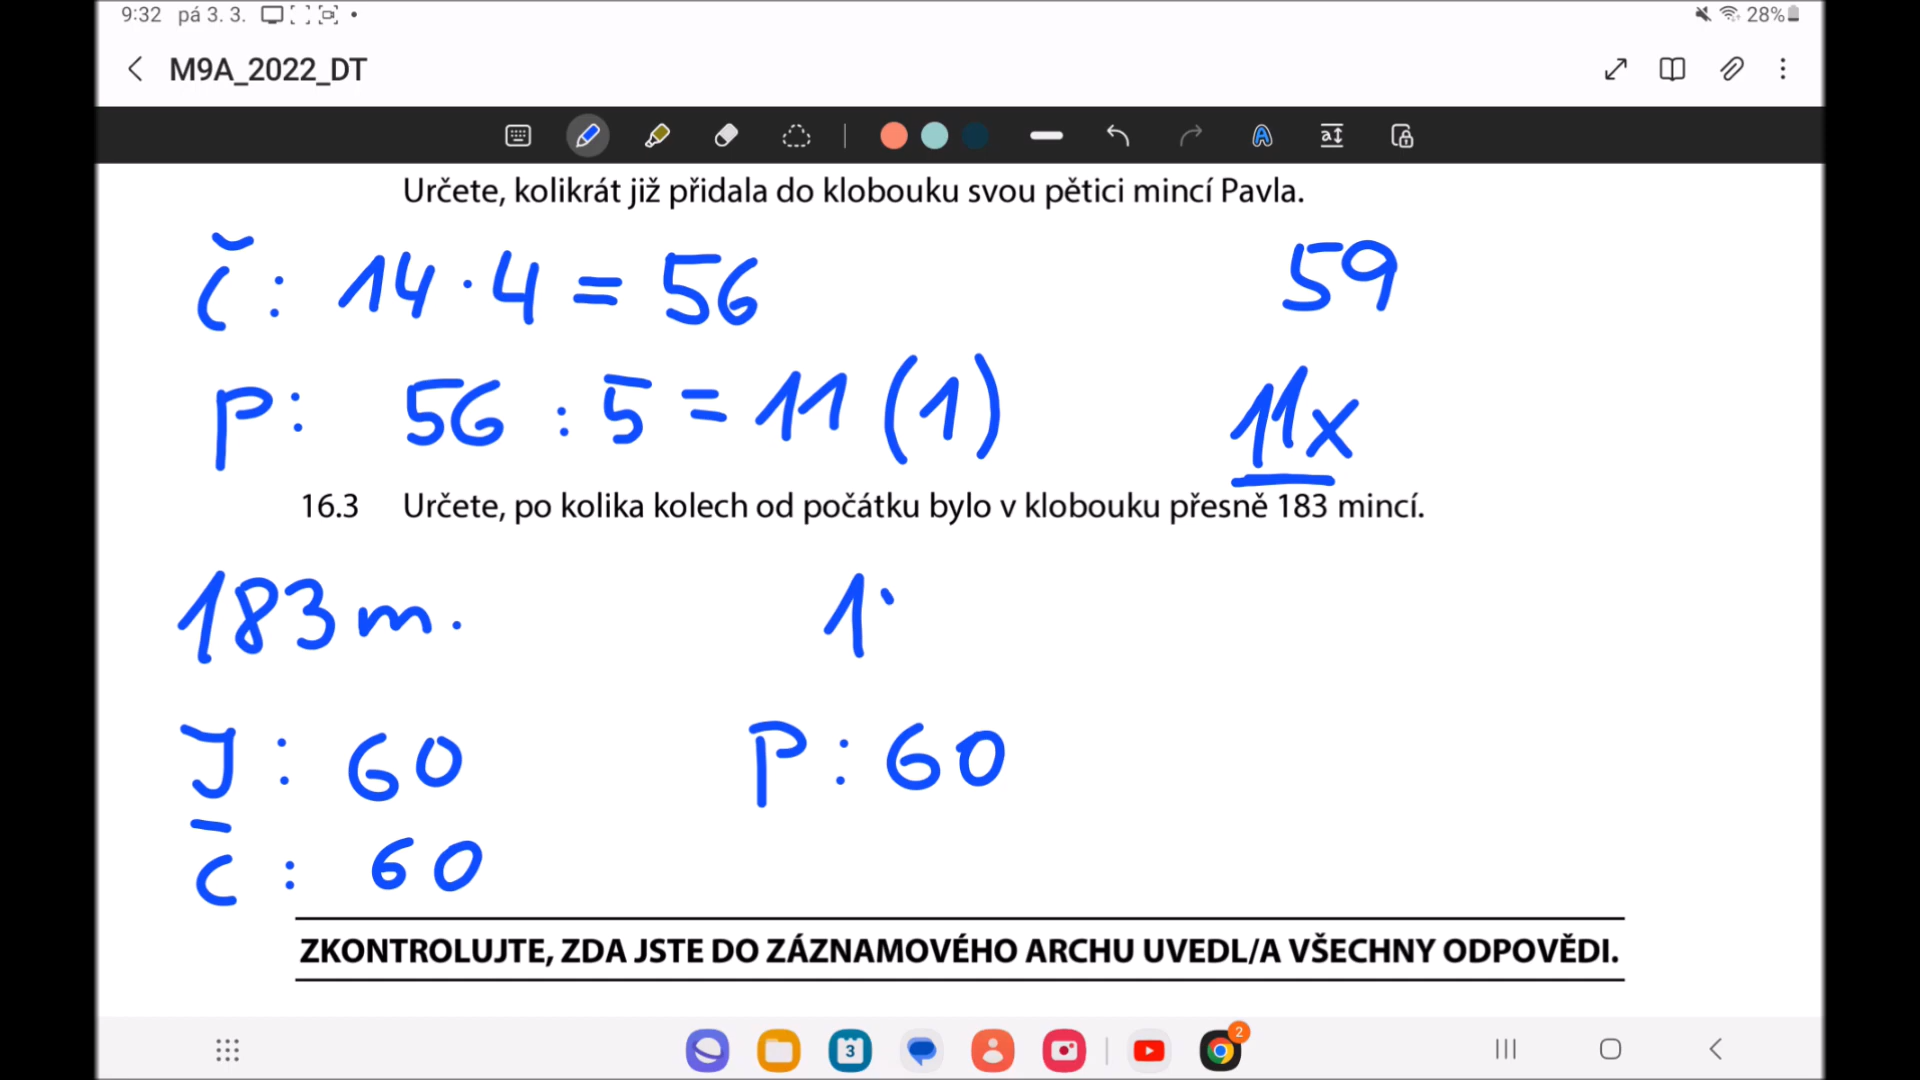 9:32 pá 3. 3.
28%
M9A_2022_DT
Určete, kolikrát již přidala do klobouku svou pětici mincí Pavla.
Č: 14 · 4 = 56
59
P: 56 : 5 = 11 (1)
11x
16.3 Určete, po kolika kolech od počátku bylo v klobouku přesně 183 mincí.
183 m.
1
J : 60
P : 60
Č : 60
ZKONTROLUJTE, ZDA JSTE DO ZÁZNAMOVÉHO ARCHU UVEDL/A VŠECHNY ODPOVĚDI.
3
2